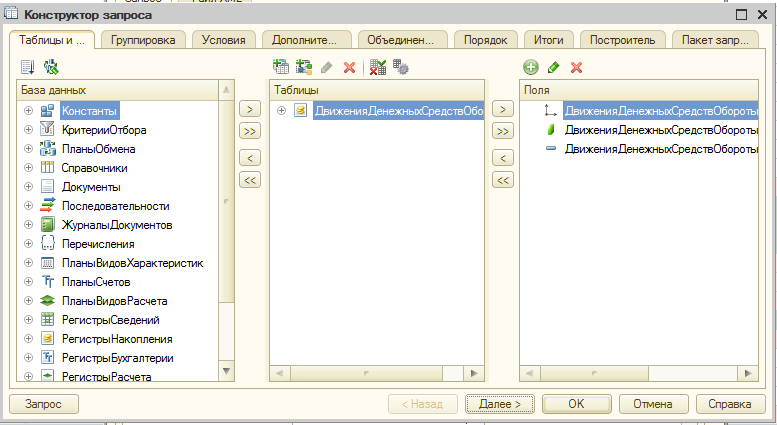 Конструктор запроса
Таблицы и ...
Группировка
Условия
Дополните...
Объединен...
Порядок
Итоги
Построитель
Пакет запр...
База данных
Константы
КритерииОтбора
ПланыОбмена
Справочники
Документы
Последовательности
ЖурналыДокументов
Перечисления
ПланыВидовХарактеристик
ПланыСчетов
ПланыВидовРасчета
РегистрыСведений
РегистрыНакопления
РегистрыБухгалтерии
РегистрыРасчета
>
>>
<
<<
Таблицы
ДвиженияДенежныхСредствОбо
>
>>
<
<<
Поля
ДвиженияДенежныхСредствОбороты
ДвиженияДенежныхСредствОбороты
ДвиженияДенежныхСредствОбороты
Запрос
< Назад
Далее >
OK
Отмена
Справка